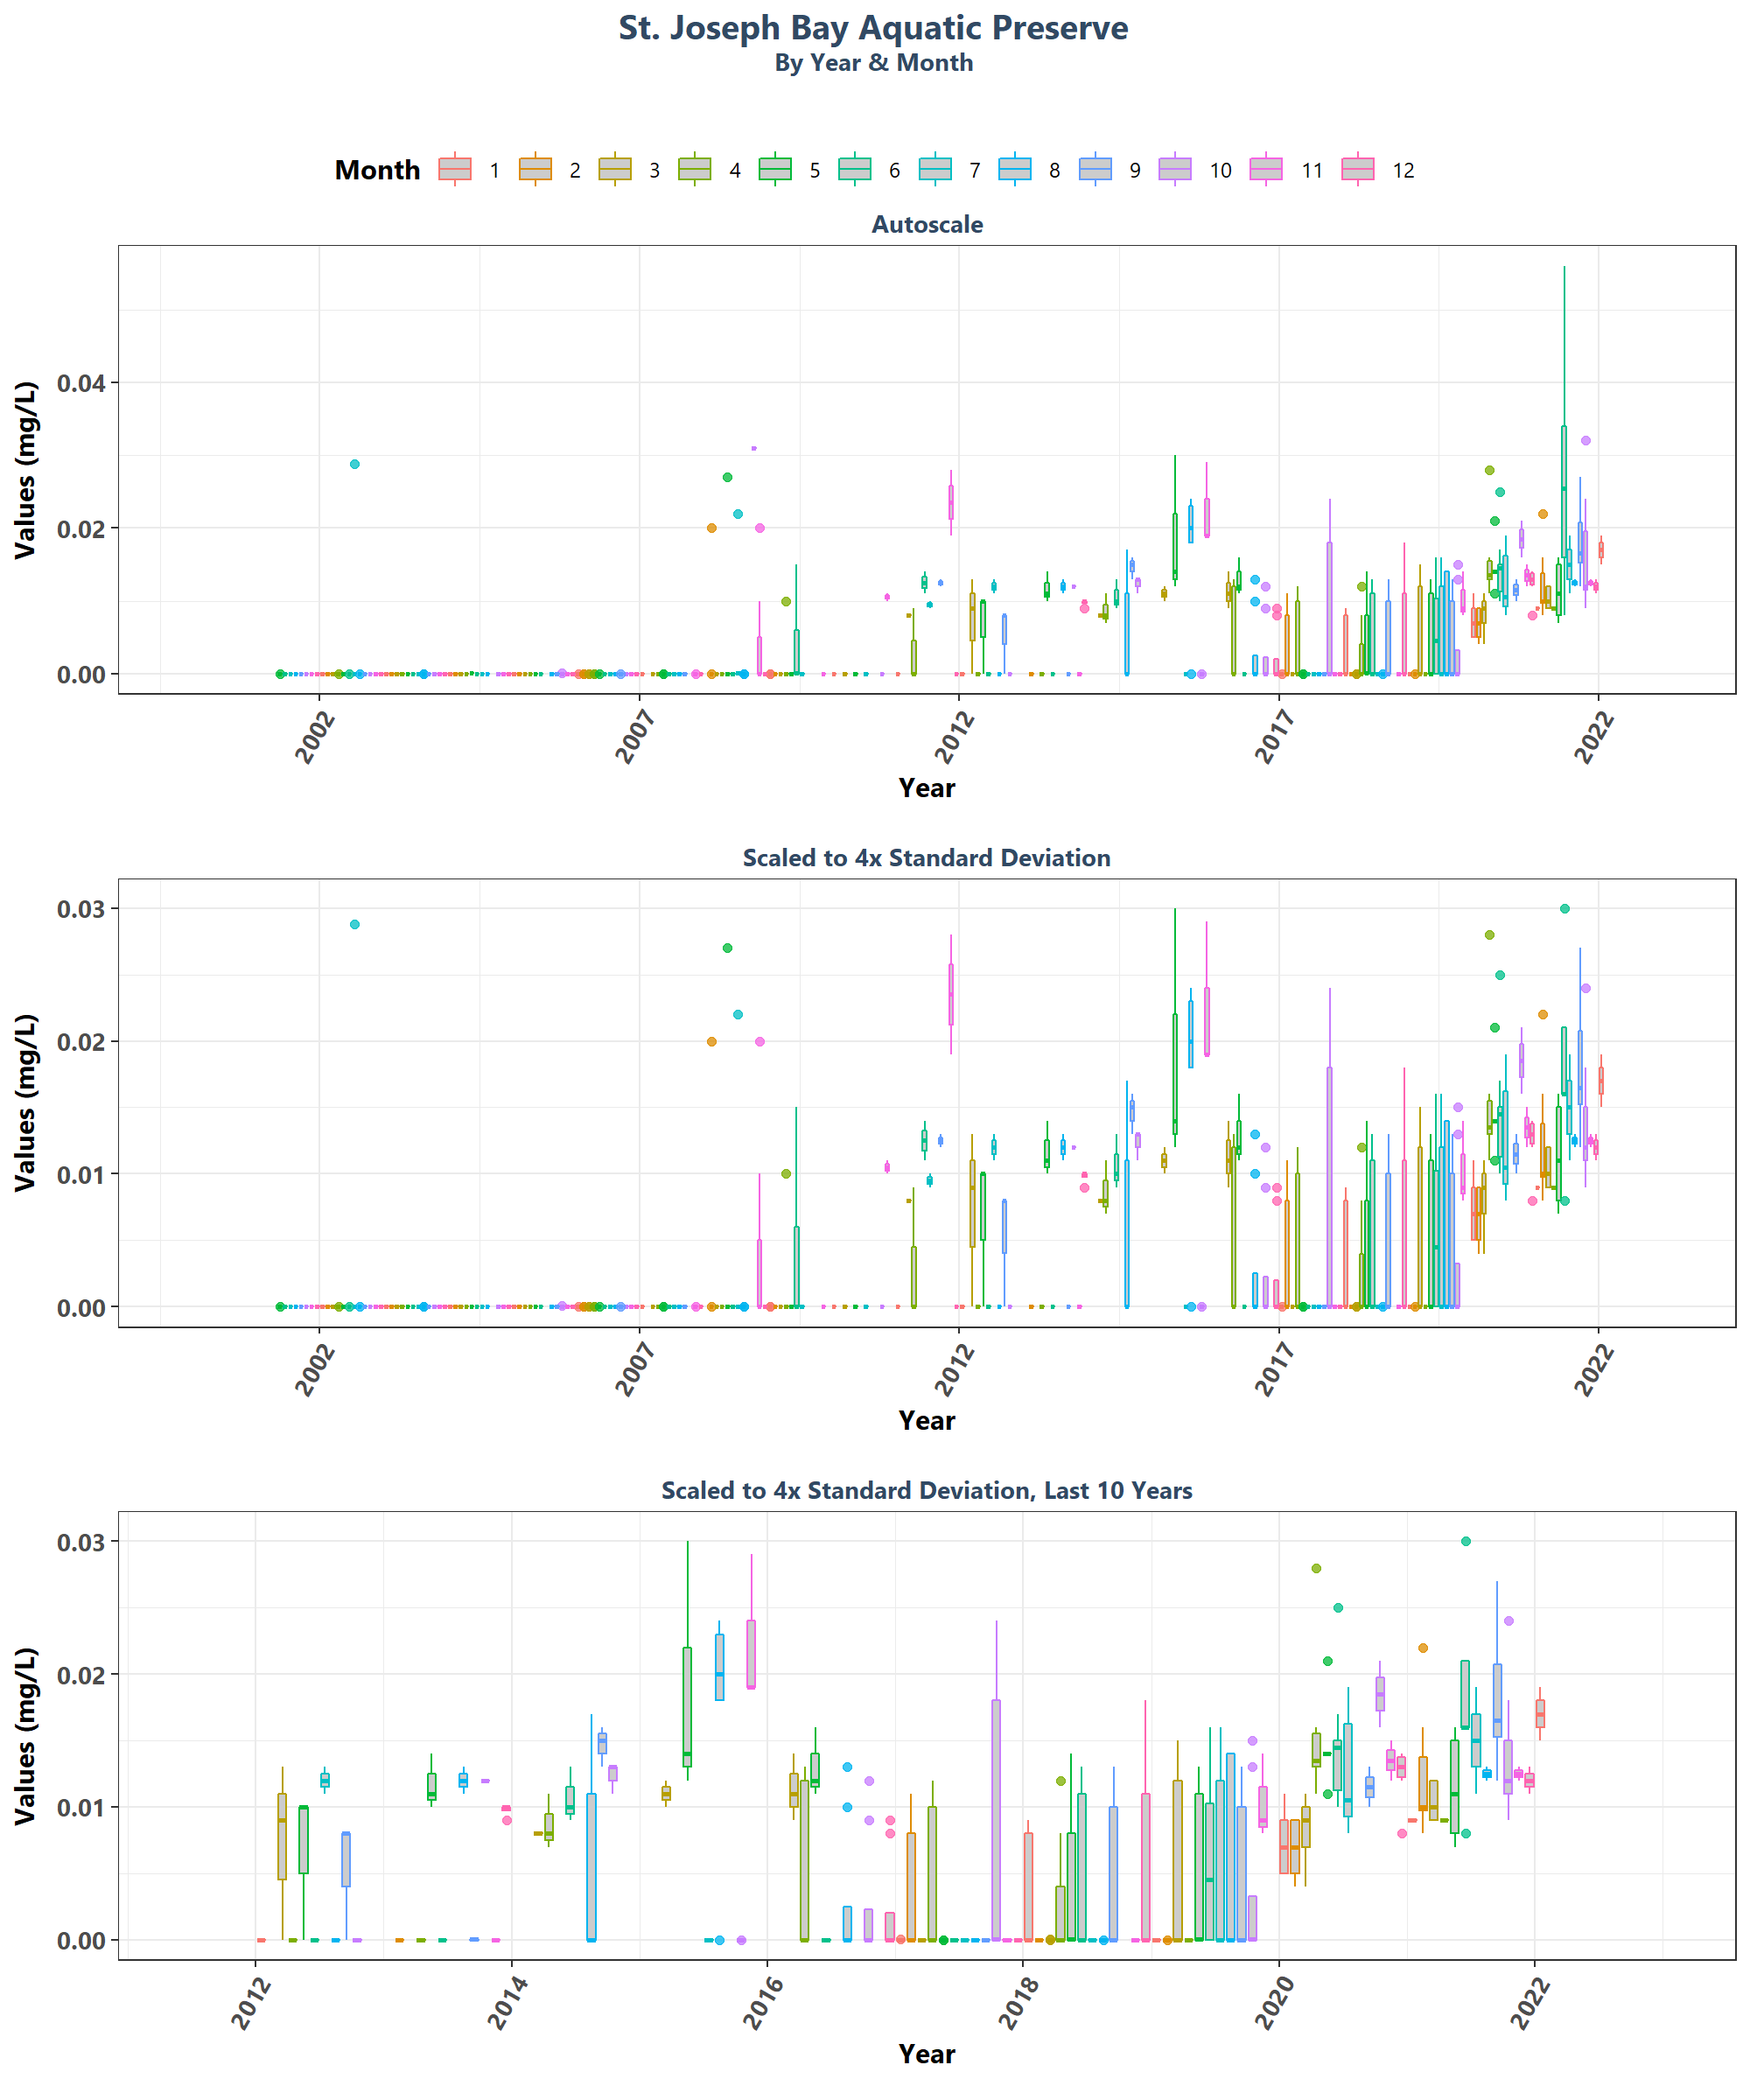 St. Joseph Bay Aquatic Preserve
By Year & Month
Month 1 2 3 4 5 6 7 8 9 10 11 12
Autoscale
Values (mg/L)
0.04
0.02
0.00
2002 2007 2012 2017 2022
Year
Scaled to 4x Standard Deviation
Values (mg/L)
0.03
0.02
0.01
0.00
2002 2007 2012 2017 2022
Year
Scaled to 4x Standard Deviation, Last 10 Years
Values (mg/L)
0.03
0.02
0.01
0.00
2012 2014 2016 2018 2020 2022
Year